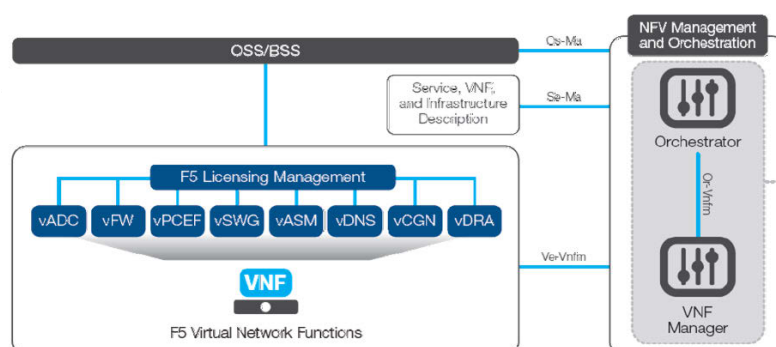 NFV Management
and Orchestration
OSS/BSS
Os-Ma
Service, VNF,
and Infrastructure
Description
Se-Ma
Orchestrator
F5 Licensing Management
vADC
vFW
vPCEF
vSWG
vASM
vDNS
vCGN
vDRA
Or-Vnfm
Ve-Vnfm
VNF
F5 Virtual Network Functions
VNF
Manager